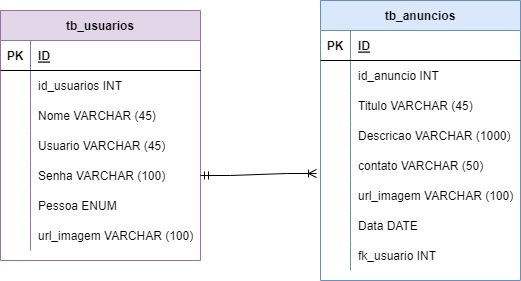 tb_usuarios
PK ID
id_usuarios INT
Nome VARCHAR (45)
Usuario VARCHAR (45)
Senha VARCHAR (100)
Pessoa ENUM
url_imagem VARCHAR (100)
tb_anuncios
PK ID
id_anuncio INT
Titulo VARCHAR (45)
Descricao VARCHAR (1000)
contato VARCHAR (50)
url_imagem VARCHAR (100)
Data DATE
fk_usuario INT